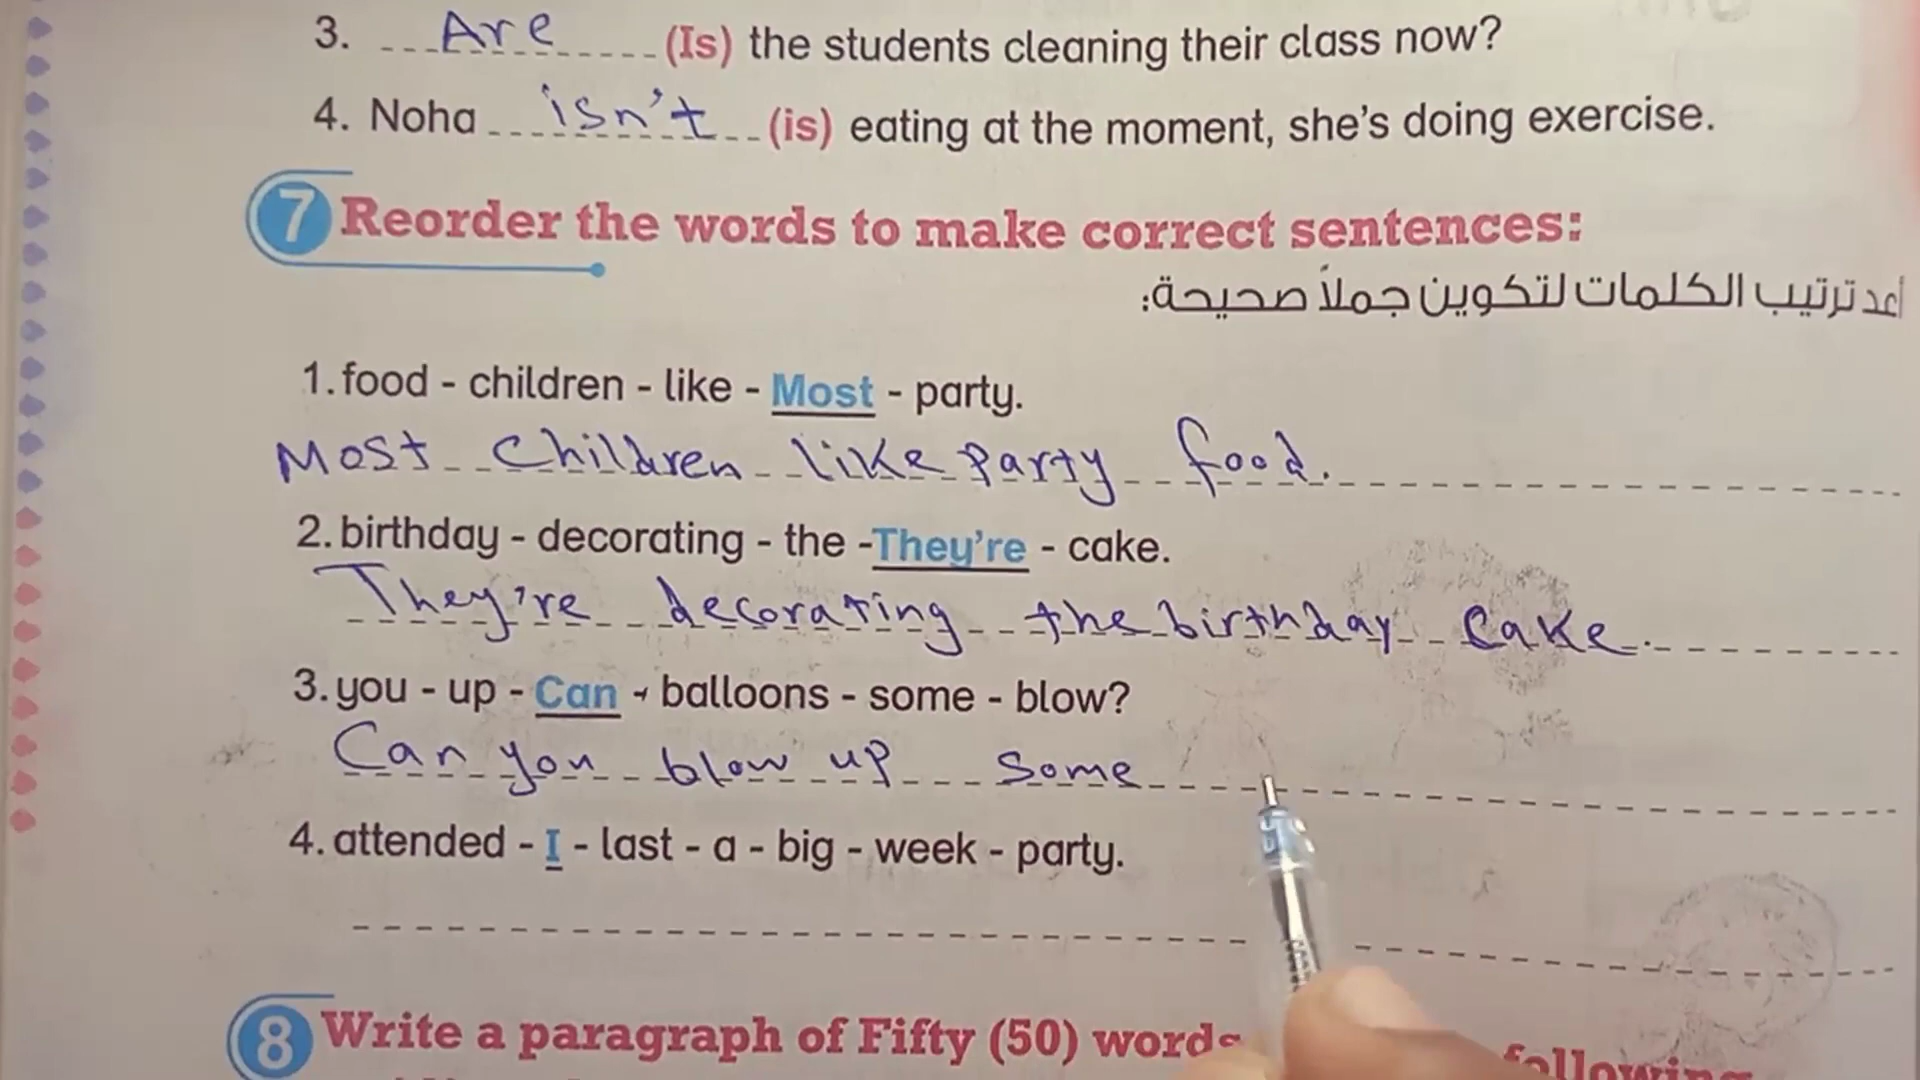 3. Are (Is) the students cleaning their class now?
4. Noha isn't (is) eating at the moment, she's doing exercise.
7 Reorder the words to make correct sentences:
أعد ترتيب الكلمات لتكوين جملاً صحيحة:
1. food - children - like - Most - party.
Most children like party food.
2. birthday - decorating - the -They're - cake.
They're decorating the birthday cake.
3. you - up - Can - balloons - some - blow?
Can you blow up some
4. attended - I - last - a - big - week - party.
8 Write a paragraph of Fifty (50) words following